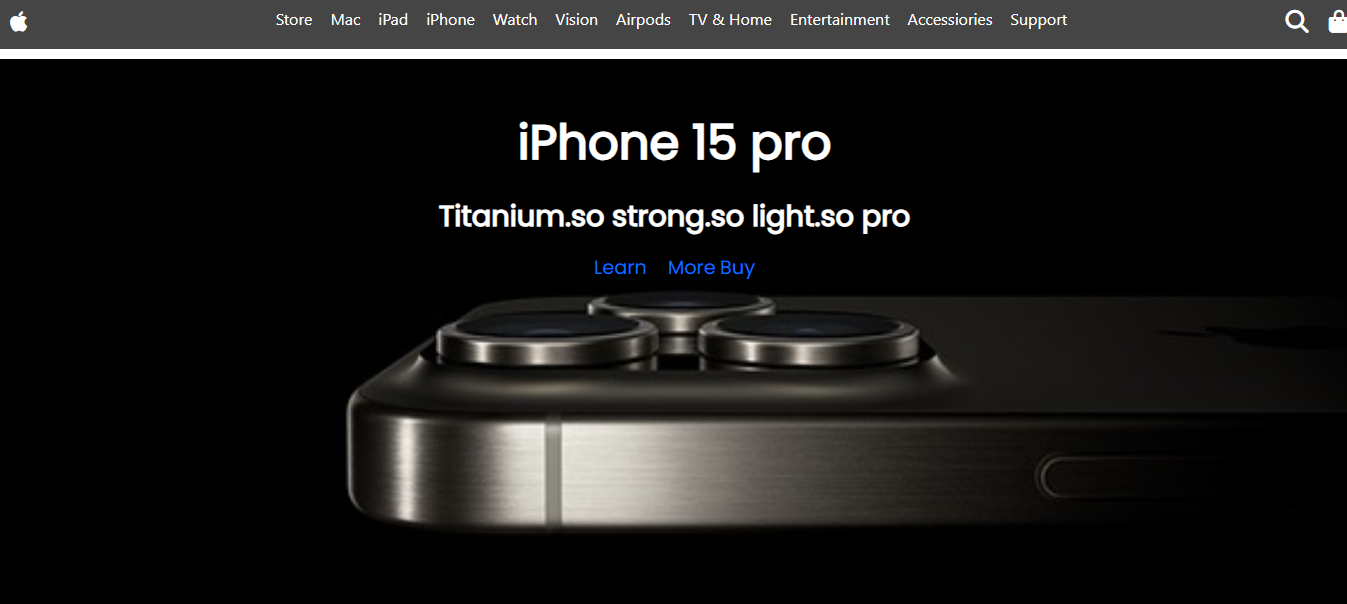 Store Mac iPad iPhone Watch Vision Airpods TV & Home Entertainment Accessiories Support
iPhone 15 pro
Titanium.so strong.so light.so pro
Learn More Buy